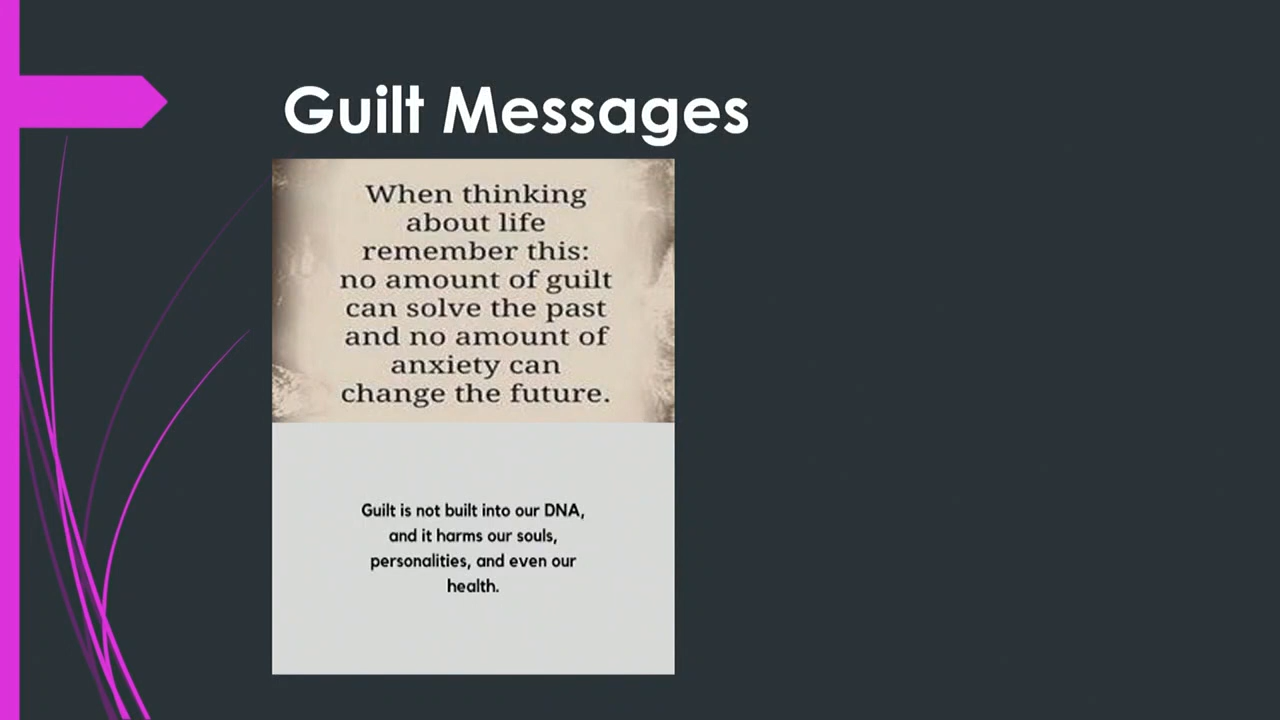 Guilt Messages
When thinking
about life
remember this:
no amount of guilt
can solve the past
and no amount of
anxiety can
change the future.
Guilt is not built into our DNA,
and it harms our souls,
personalities, and even our
health.